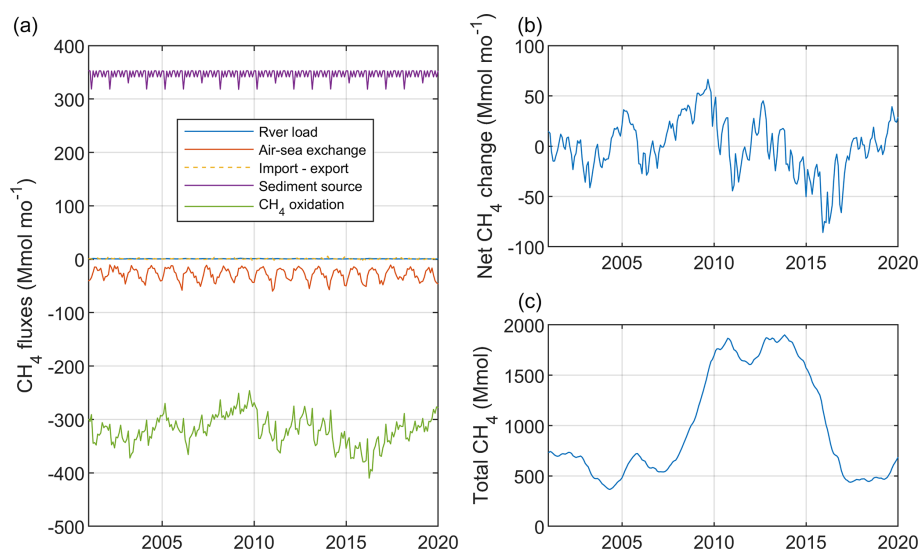 (a)
CH4 fluxes (Mmol mo-1)
400
300
200
100
0
-100
-200
-300
-400
-500
2005 2010 2015 2020
Rver load
Air-sea exchange
Import - export
Sediment source
CH4 oxidation
(b)
Net CH4 change (Mmol mo-1)
100
50
0
-50
-100
2005 2010 2015 2020
(c)
Total CH4 (Mmol)
2000
1500
1000
500
0
2005 2010 2015 2020